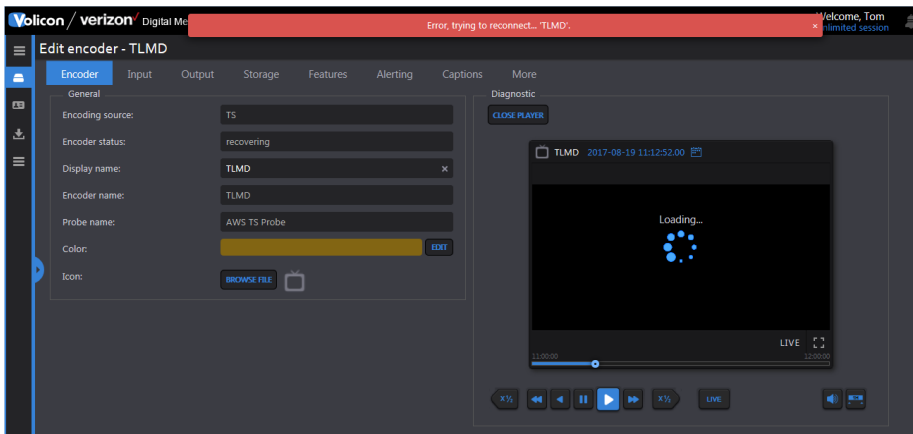 Volicon / verizon Digital Me
Error, trying to reconnect... 'TLMD'.
×
Welcome, Tom
unlimited session
Edit encoder - TLMD
Encoder Input Output Storage Features Alerting Captions More
General
Encoding source: TS
Encoder status: recovering
Display name: TLMD ×
Encoder name: TLMD
Probe name: AWS TS Probe
Color: EDIT
Icon: BROWSE FILE
Diagnostic
CLOSE PLAYER
TLMD 2017-08-19 11:12:52.00
Loading...
LIVE
11:00:00 12:00:00
x½ x½ LIVE